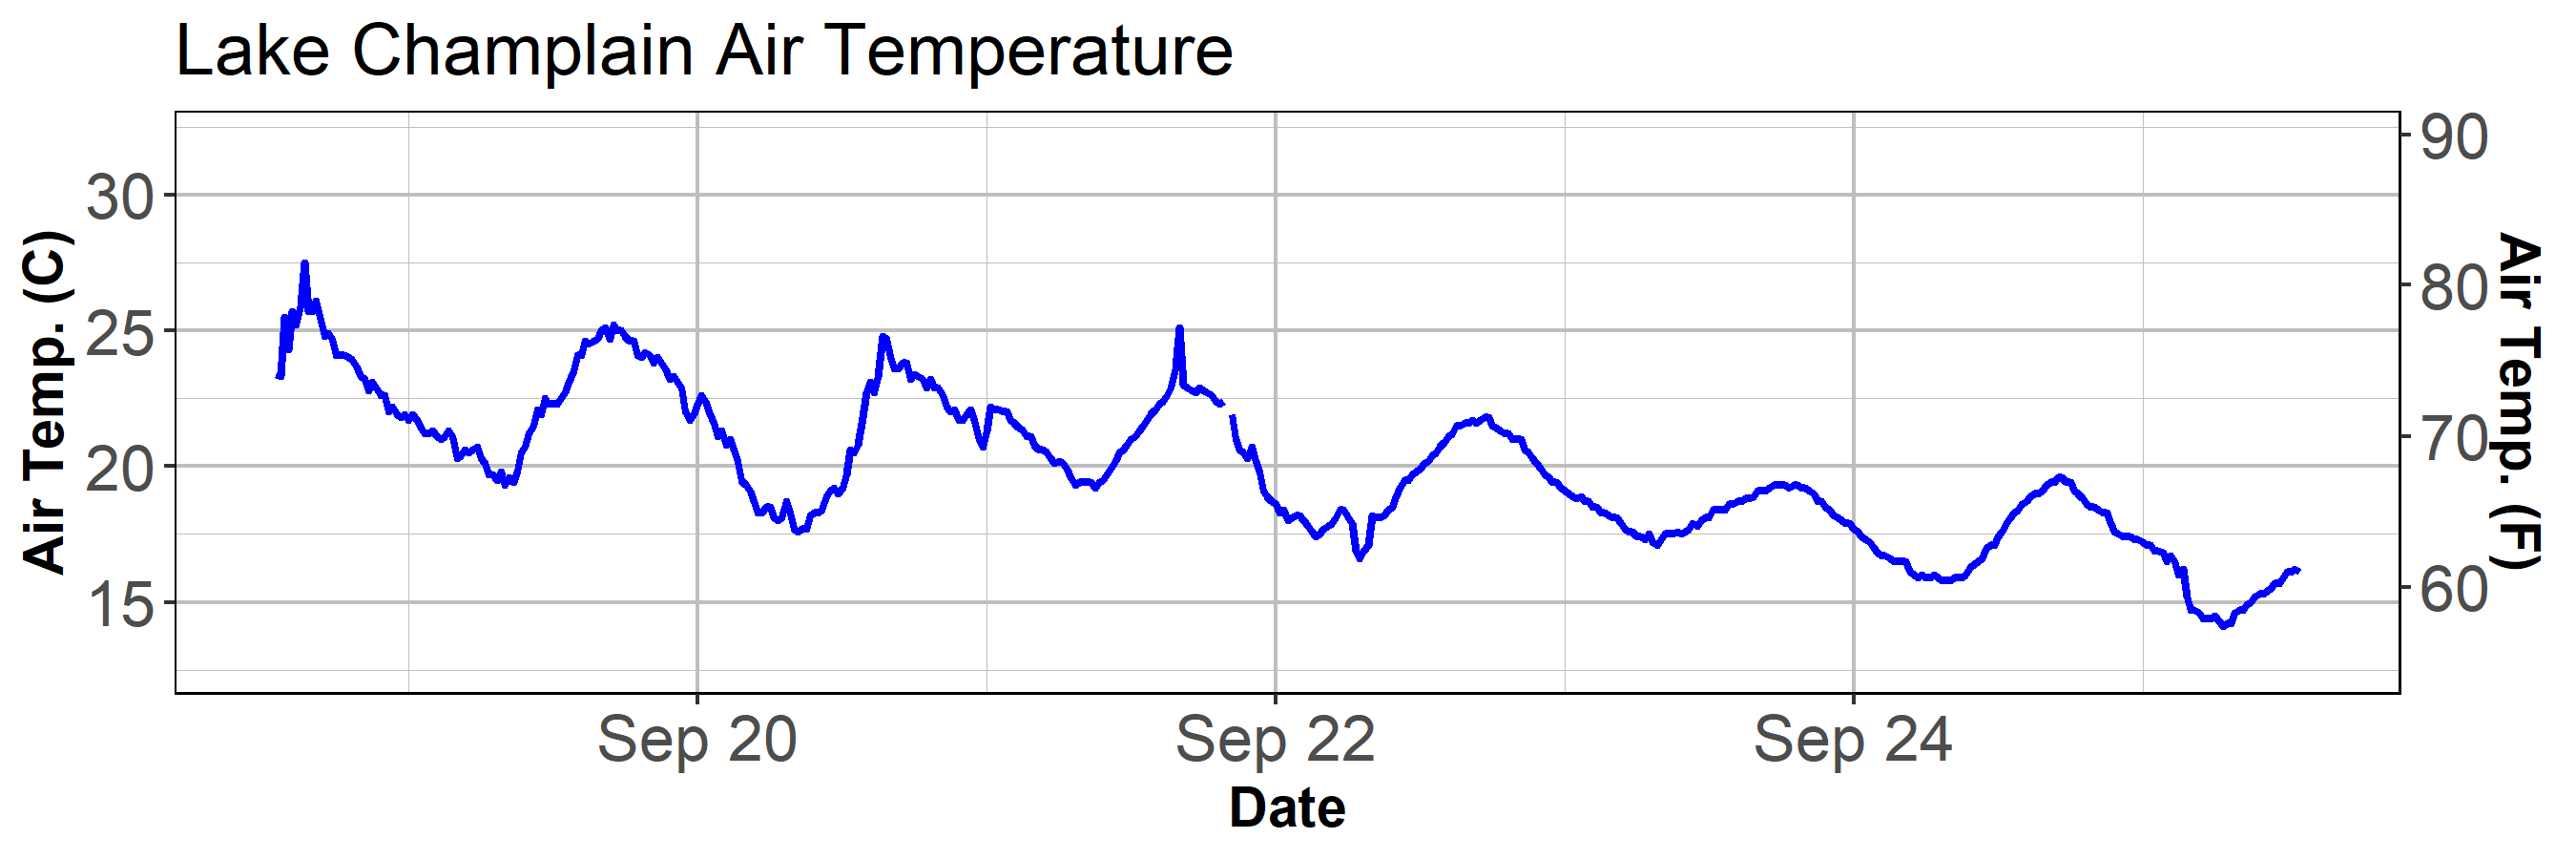 Lake Champlain Air Temperature
Air Temp. (C)
30
25
20
15
90
80
70
60
Air Temp. (F)
Sep 20
Sep 22
Sep 24
Date